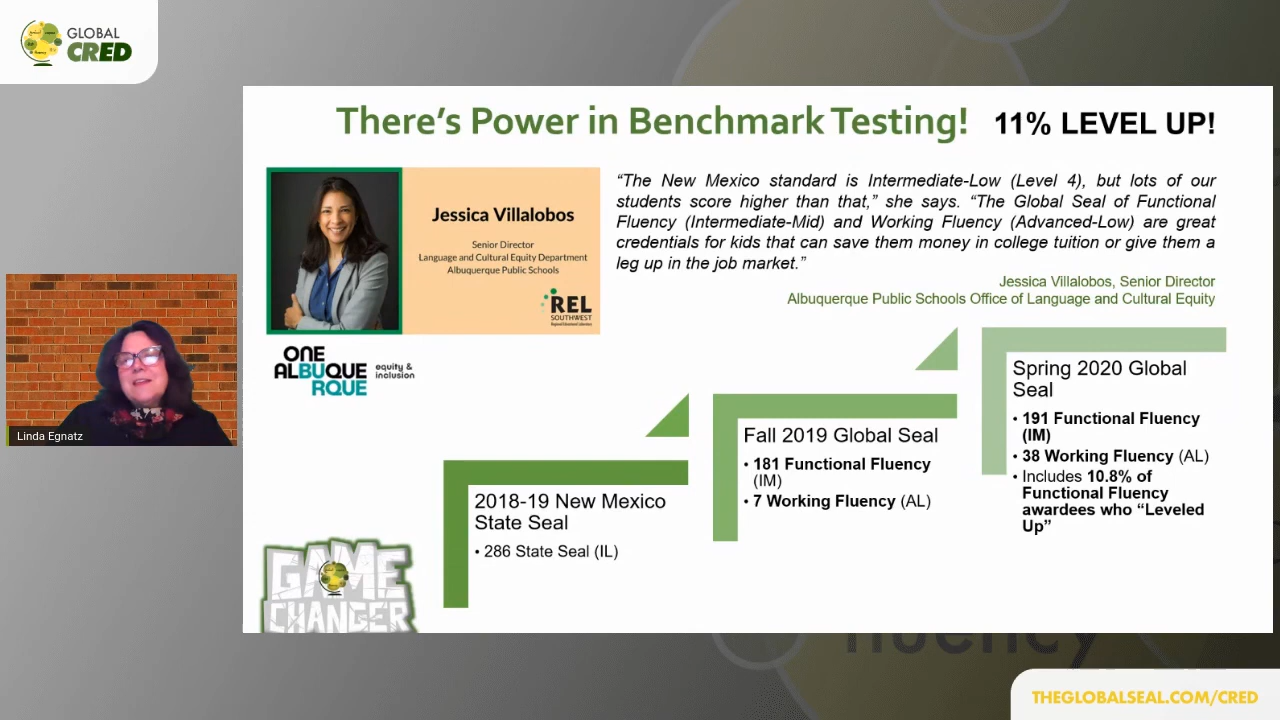 GLOBAL
CRED
There's Power in Benchmark Testing!
11% LEVEL UP!
Jessica Villalobos
Senior Director
Language and Cultural Equity Department
Albuquerque Public Schools
REL
SOUTHWEST
Regional Educational Laboratory
“The New Mexico standard is Intermediate-Low (Level 4), but lots of our
students score higher than that,” she says. “The Global Seal of Functional
Fluency (Intermediate-Mid) and Working Fluency (Advanced-Low) are great
credentials for kids that can save them money in college tuition or give them a
leg up in the job market.”
Jessica Villalobos, Senior Director
Albuquerque Public Schools Office of Language and Cultural Equity
ONE
ALBUQUE
RQUE
equity &
inclusion
Linda Egnatz
2018-19 New Mexico
State Seal
• 286 State Seal (IL)
Fall 2019 Global Seal
• 181 Functional Fluency
(IM)
• 7 Working Fluency (AL)
Spring 2020 Global
Seal
• 191 Functional Fluency
(IM)
• 38 Working Fluency (AL)
• Includes 10.8% of
Functional Fluency
awardees who “Leveled
Up”
GAME
CHANGER
fluency
THEGLOBALSEAL.COM/CRED